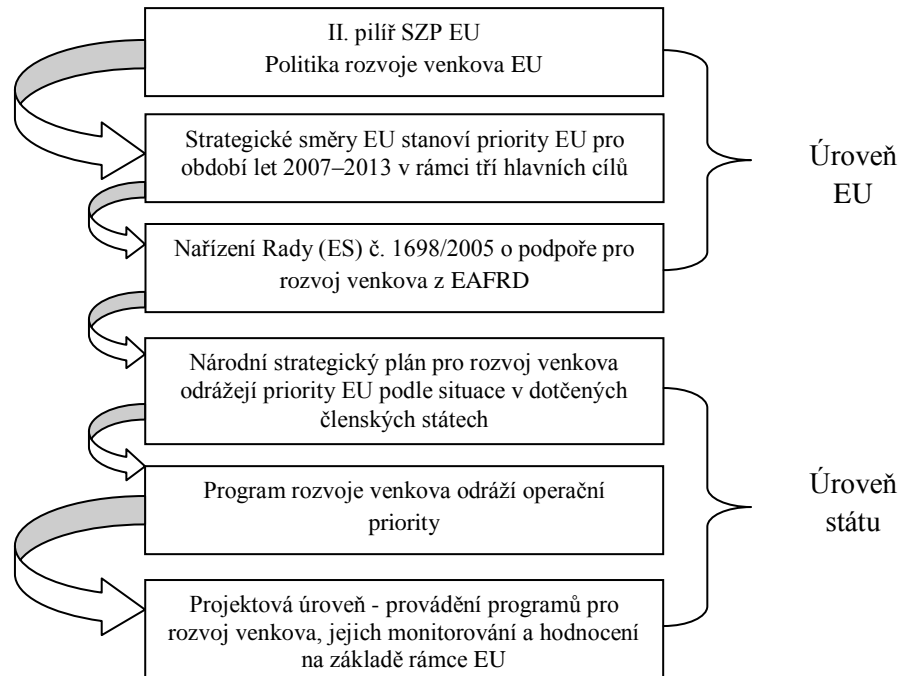 II. pilíř SZP EU
Politika rozvoje venkova EU
Strategické směry EU stanoví priority EU pro
období let 2007–2013 v rámci tří hlavních cílů
Nařízení Rady (ES) č. 1698/2005 o podpoře pro
rozvoj venkova z EAFRD
Úroveň
EU
Národní strategický plán pro rozvoj venkova
odrážejí priority EU podle situace v dotčených
členských státech
Program rozvoje venkova odráží operační
priority
Projektová úroveň - provádění programů pro
rozvoj venkova, jejich monitorování a hodnocení
na základě rámce EU
Úroveň
státu